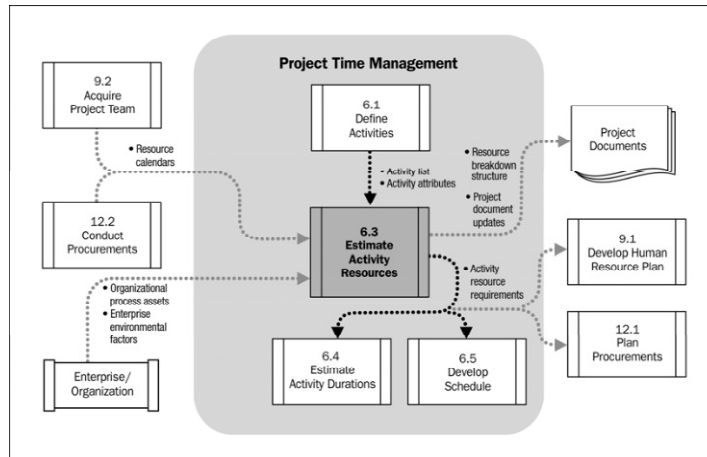 Project Time Management
9.2
Acquire
Project Team
6.1
Define
Activities
Project
Documents
• Resource
calendars
• Resource
breakdown
structure
• Project
document
updates
- Activity list
• Activity attributes
12.2
Conduct
Procurements
6.3
Estimate
Activity
Resources
9.1
Develop Human
Resource Plan
• Organizational
process assets
• Enterprise
environmental
factors
• Activity
resource
requirements
12.1
Plan
Procurements
Enterprise/
Organization
6.4
Estimate
Activity Durations
6.5
Develop
Schedule